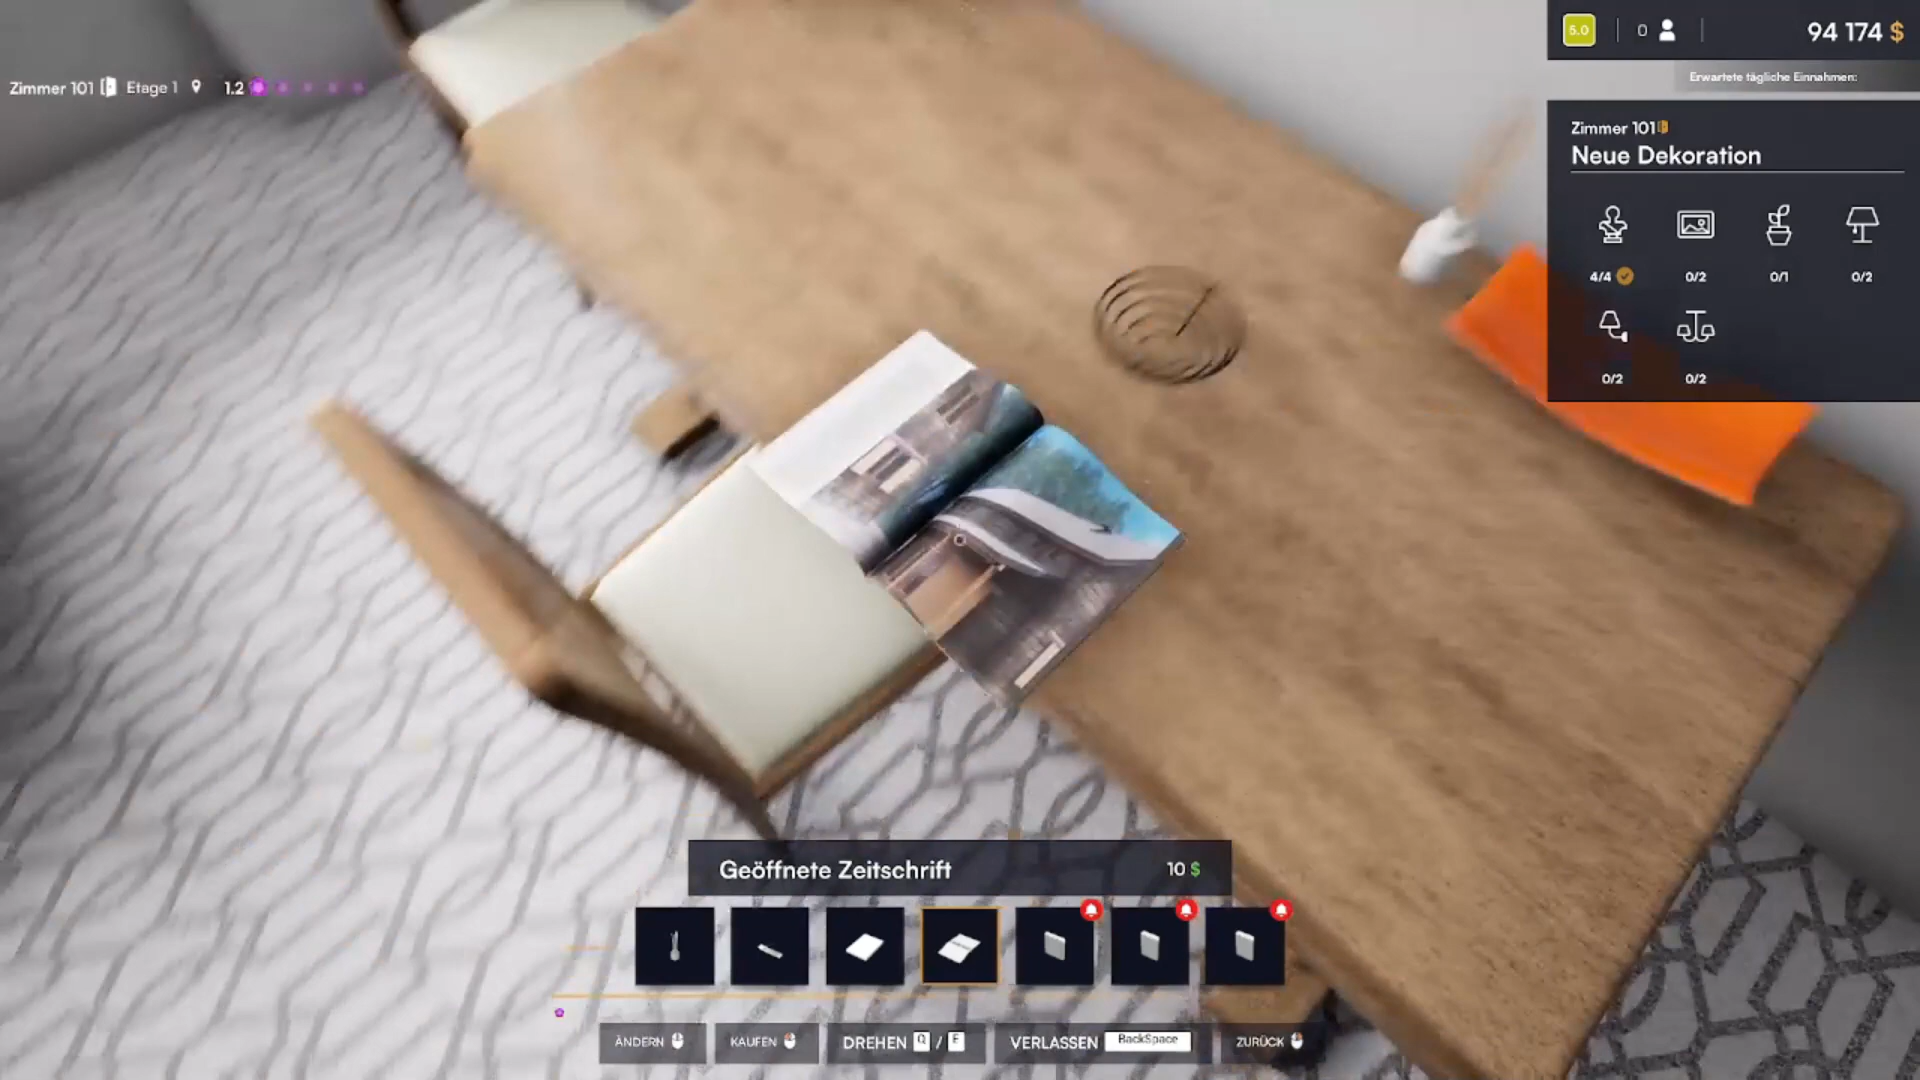 5.0 0 94 174 $
Erwartete tägliche Einnahmen:
Zimmer 101 Etage 1 1.2
Zimmer 101
Neue Dekoration
4/4 0/2 0/1 0/2
0/2 0/2
Geöffnete Zeitschrift 10 $
ÄNDERN KAUFEN DREHEN Q / E VERLASSEN BackSpace ZURÜCK